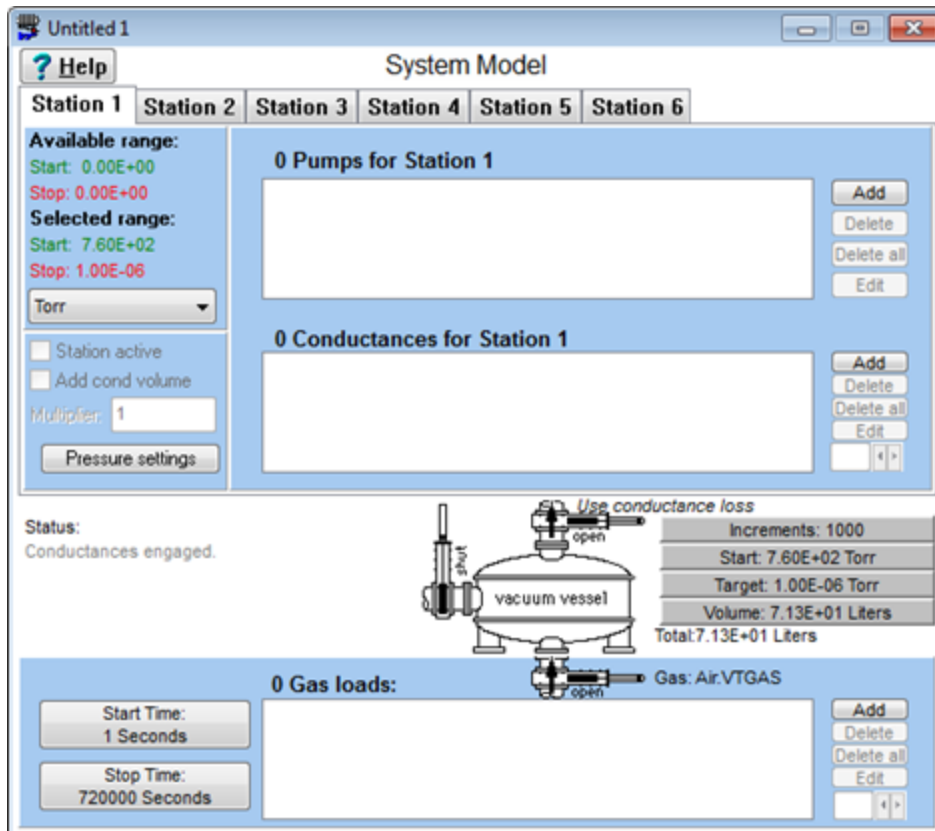 Untitled 1
? Help
System Model
Station 1 Station 2 Station 3 Station 4 Station 5 Station 6
Available range:
Start: 0.00E+00
Stop: 0.00E+00
Selected range:
Start: 7.60E+02
Stop: 1.00E-06
Torr
Station active
Add cond volume
Multiplier: 1
Pressure settings
0 Pumps for Station 1
Add
Delete
Delete all
Edit
0 Conductances for Station 1
Add
Delete
Delete all
Edit
Status:
Conductances engaged.
Use conductance loss
open
shut
vacuum vessel
open
Increments: 1000
Start: 7.60E+02 Torr
Target: 1.00E-06 Torr
Volume: 7.13E+01 Liters
Total:7.13E+01 Liters
Gas: Air.VTGAS
0 Gas loads:
Start Time:
1 Seconds
Stop Time:
720000 Seconds
Add
Delete
Delete all
Edit